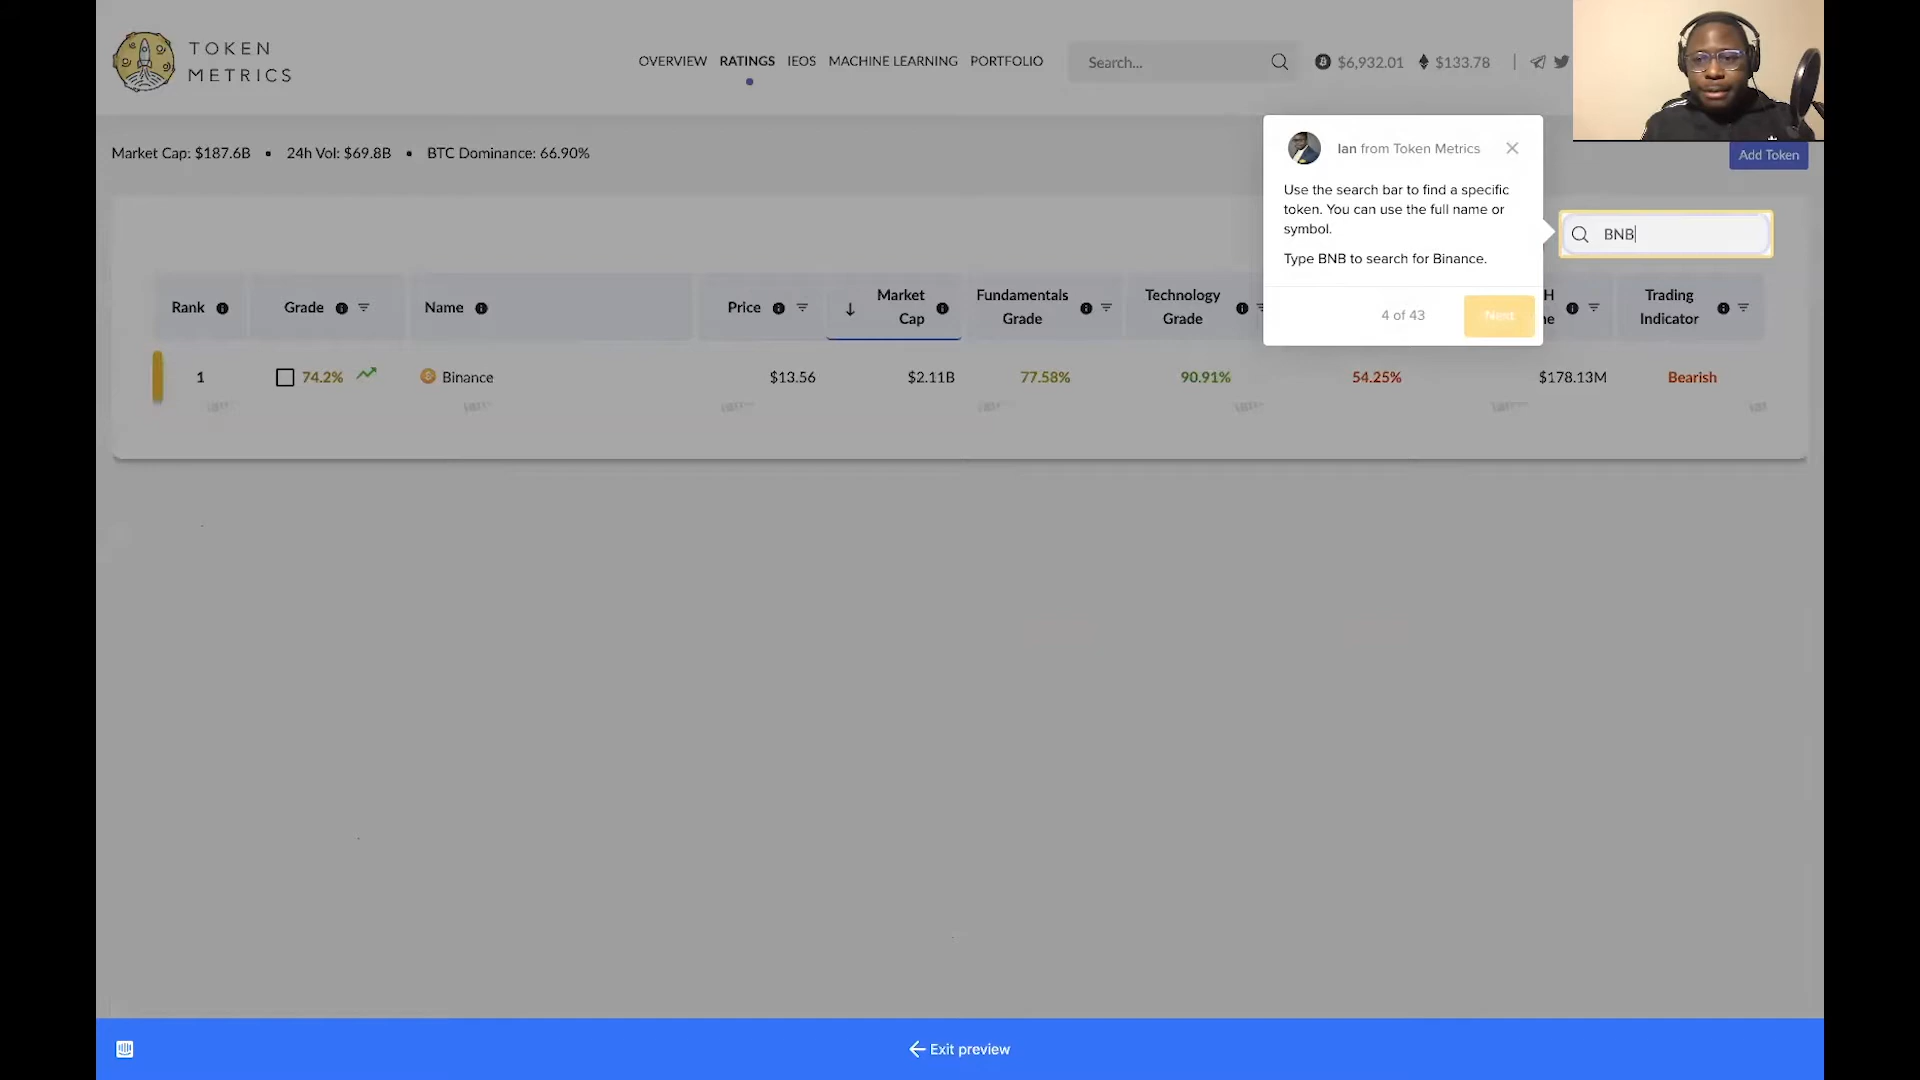 TOKEN
METRICS
OVERVIEW RATINGS IEOS MACHINE LEARNING PORTFOLIO
Search...
$6,932.01 $133.78
Market Cap: $187.6B • 24h Vol: $69.8B • BTC Dominance: 66.90%
Add Token
Ian from Token Metrics
Use the search bar to find a specific
token. You can use the full name or
symbol.
Type BNB to search for Binance.
4 of 43
Next
BNB
Rank
Grade
Name
Price
Market
Cap
Fundamentals
Grade
Technology
Grade
Trading
Indicator
1 74.2% Binance $13.56 $2.11B 77.58% 90.91% 54.25% $178.13M Bearish
Exit preview